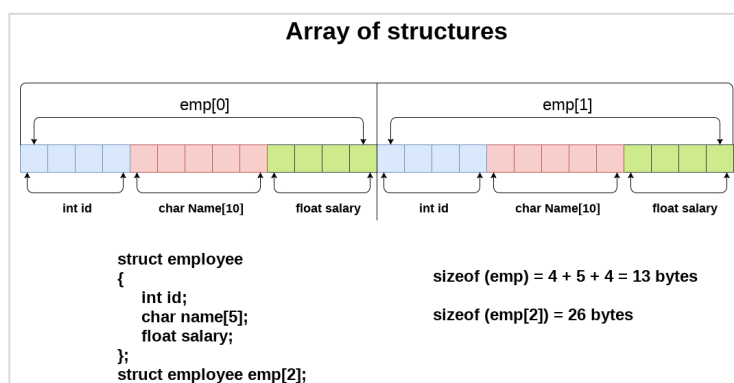 Array of structures
emp[0] emp[1]
int id char Name[10] float salary int id char Name[10] float salary
struct employee
{
int id;
char name[5];
float salary;
};
struct employee emp[2];
sizeof (emp) = 4 + 5 + 4 = 13 bytes
sizeof (emp[2]) = 26 bytes